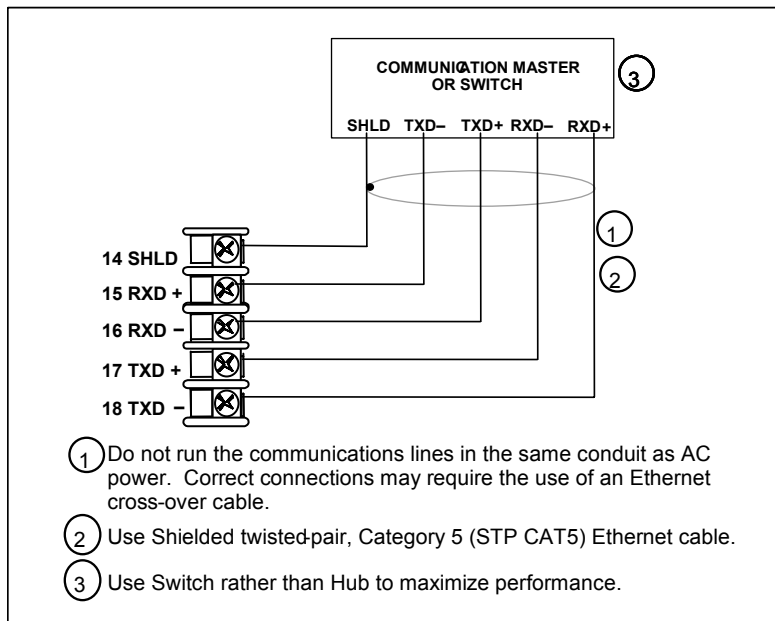 COMMUNICATION MASTER
OR SWITCH
3
SHLD TXD– TXD+ RXD– RXD+
1
2
14 SHLD
15 RXD +
16 RXD –
17 TXD +
18 TXD –
1 Do not run the communications lines in the same conduit as AC
power. Correct connections may require the use of an Ethernet
cross-over cable.
2 Use Shielded twisted-pair, Category 5 (STP CAT5) Ethernet cable.
3 Use Switch rather than Hub to maximize performance.